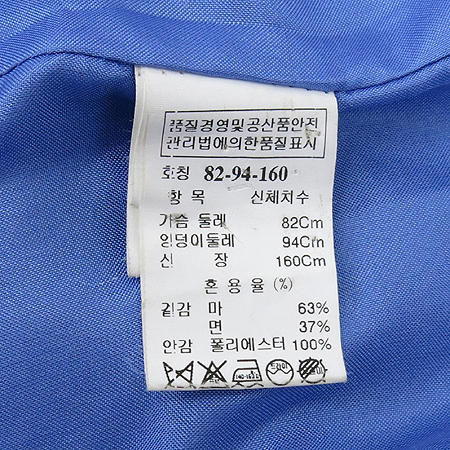 품질경영및공산품안전
관리법에의한품질표시
호칭 82-94-160
항 목 신체치수
가슴 둘레 82Cm
엉덩이둘레 94Cm
신 장 160Cm
혼 용 율 (%)
겉감 마 63%
면 37%
안감 폴리에스터 100%
드라이